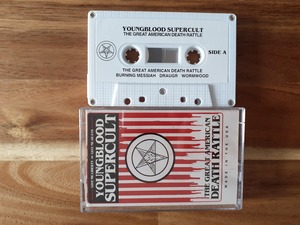 YOUNGBLOOD SUPERCULT
THE GREAT AMERICAN DEATH RATTLE
SIDE A
THE GREAT AMERICAN DEATH RATTLE
BURNING MESSIAH DRAUGR WORMWOOD
YOUNGBLOOD
SUPERCULT
THE GREAT AMERICAN
DEATH RATTLE
MADE IN THE USA